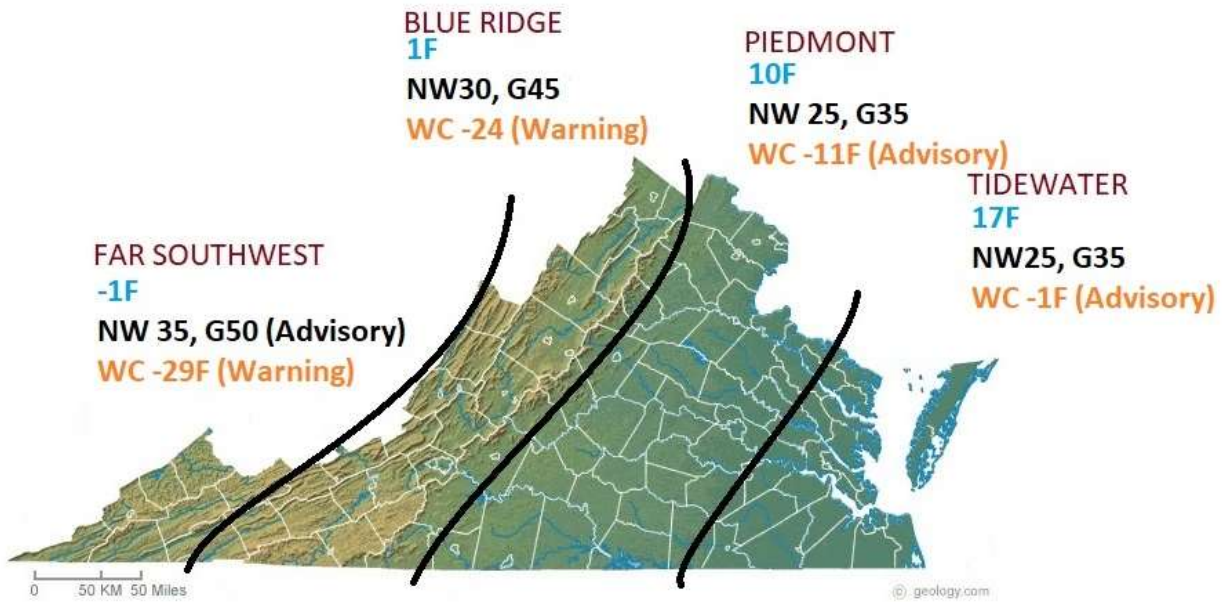 BLUE RIDGE
1F
NW30, G45
WC -24 (Warning)
PIEDMONT
10F
NW 25, G35
WC -11F (Advisory)
TIDEWATER
17F
NW25, G35
WC -1F (Advisory)
FAR SOUTHWEST
-1F
NW 35, G50 (Advisory)
WC -29F (Warning)
0 50 KM 50 Miles
© geology.com